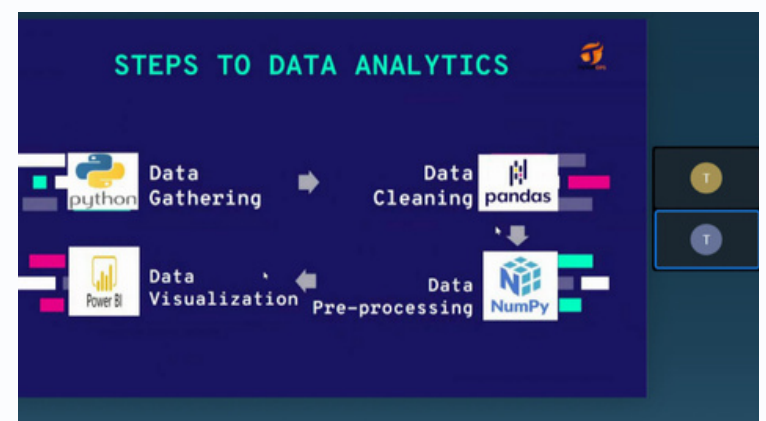 STEPS TO DATA ANALYTICS
python
Data
Gathering
Data
Cleaning
pandas
Power BI
Data
Visualization
Data
Pre-processing
NumPy
T
T